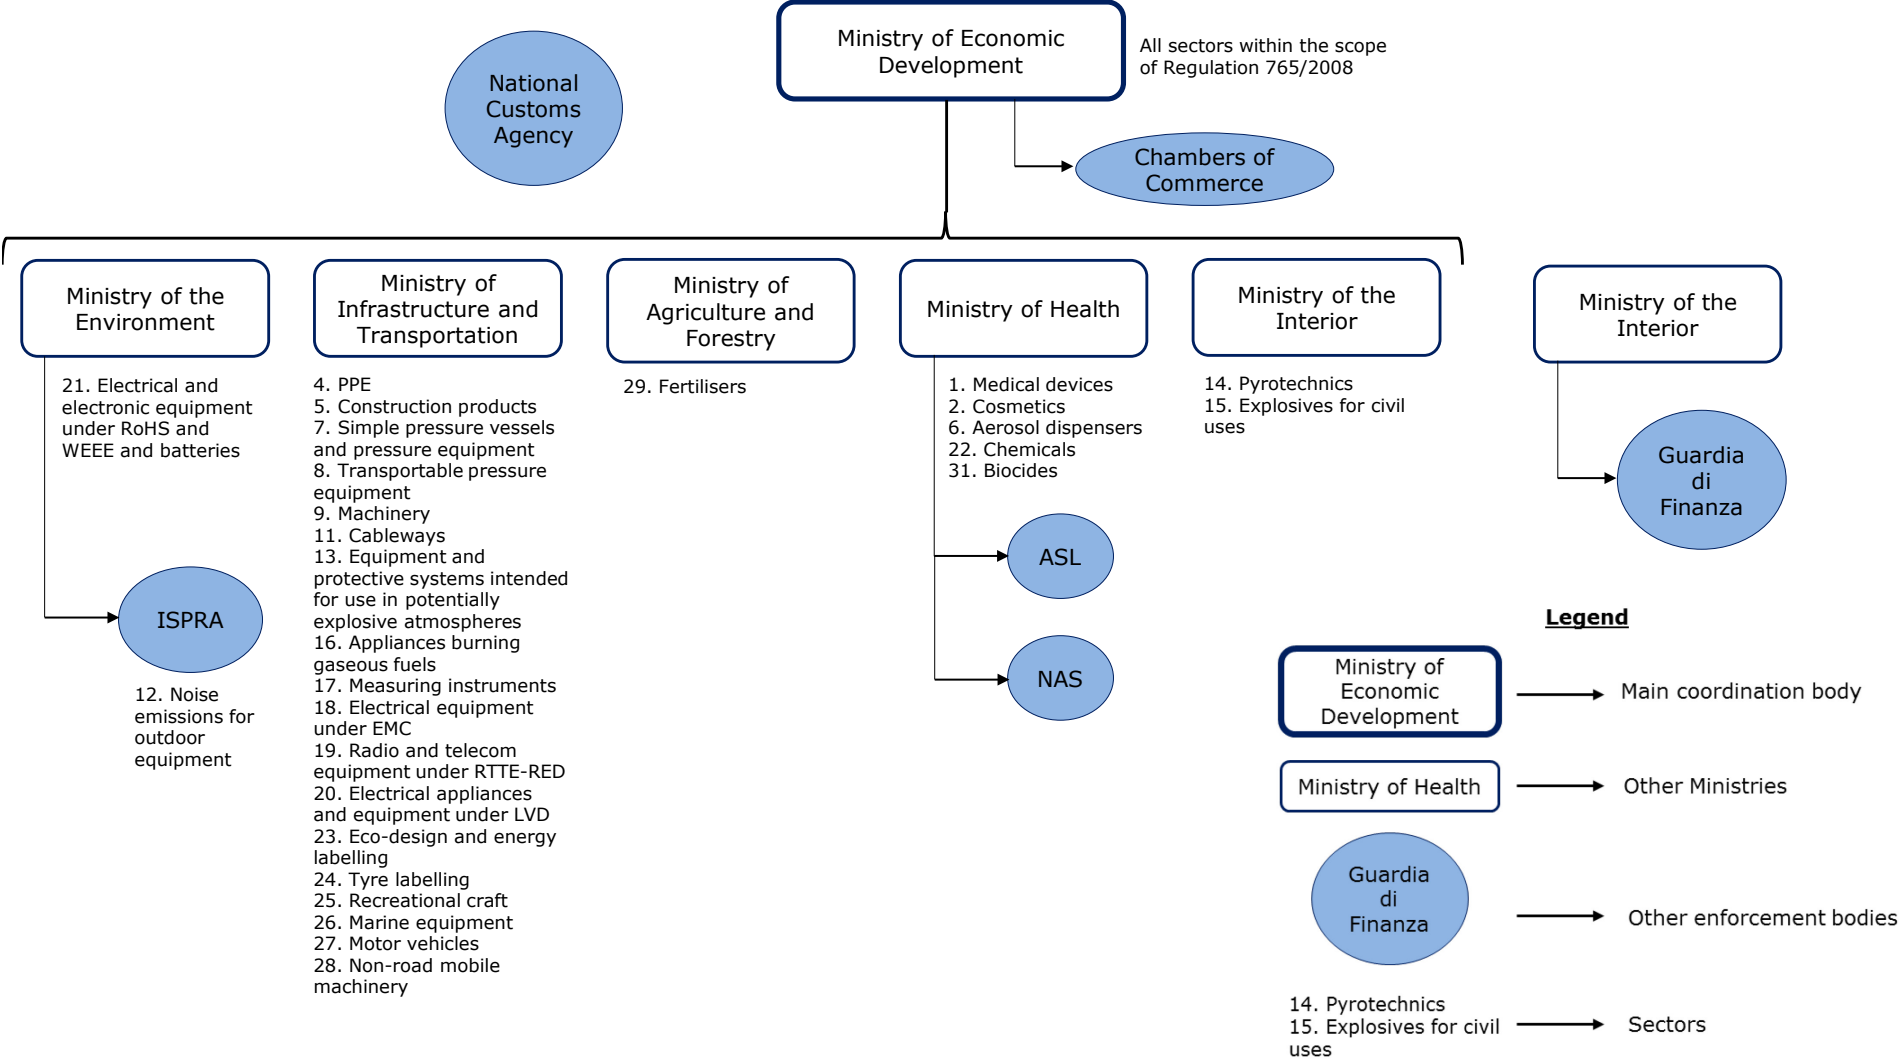 Ministry of Economic
Development
All sectors within the scope
of Regulation 765/2008
National
Customs
Agency
Chambers of
Commerce
Ministry of the
Environment
21. Electrical and
electronic equipment
under RoHS and
WEEE and batteries
ISPRA
12. Noise
emissions for
outdoor
equipment
Ministry of
Infrastructure and
Transportation
4. PPE
5. Construction products
7. Simple pressure vessels
and pressure equipment
8. Transportable pressure
equipment
9. Machinery
11. Cableways
13. Equipment and
protective systems intended
for use in potentially
explosive atmospheres
16. Appliances burning
gaseous fuels
17. Measuring instruments
18. Electrical equipment
under EMC
19. Radio and telecom
equipment under RTTE-RED
20. Electrical appliances
and equipment under LVD
23. Eco-design and energy
labelling
24. Tyre labelling
25. Recreational craft
26. Marine equipment
27. Motor vehicles
28. Non-road mobile
machinery
Ministry of
Agriculture and
Forestry
29. Fertilisers
Ministry of Health
1. Medical devices
2. Cosmetics
6. Aerosol dispensers
22. Chemicals
31. Biocides
ASL
NAS
Ministry of the
Interior
14. Pyrotechnics
15. Explosives for civil
uses
Ministry of the
Interior
Guardia
di
Finanza
Legend
Ministry of
Economic
Development
Main coordination body
Ministry of Health
Other Ministries
Guardia
di
Finanza
Other enforcement bodies
14. Pyrotechnics
15. Explosives for civil
uses
Sectors